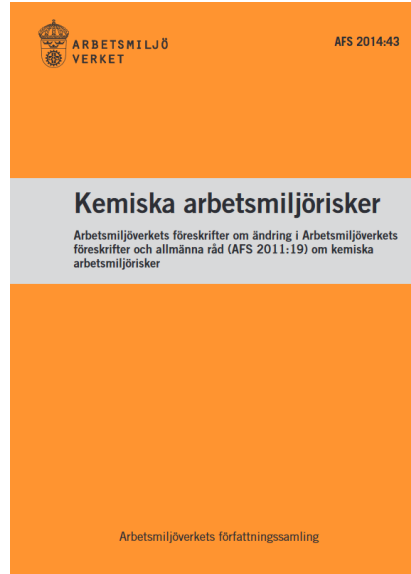 ARBETSMILJÖ
VERKET
AFS 2014:43
Kemiska arbetsmiljörisker
Arbetsmiljöverkets föreskrifter om ändring i Arbetsmiljöverkets
föreskrifter och allmänna råd (AFS 2011:19) om kemiska
arbetsmiljörisker
Arbetsmiljöverkets författningssamling